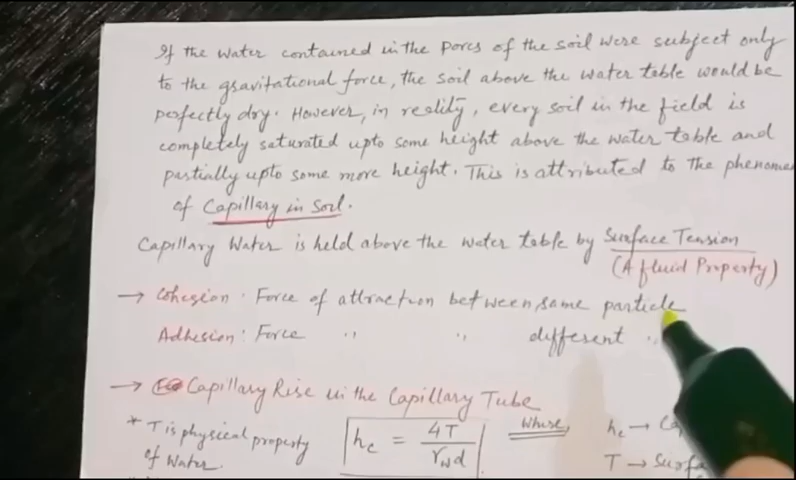 If the water contained in the pores of the soil were subject only
to the gravitational force, the soil above the water table would be
perfectly dry. However, in reality, every soil in the field is
completely saturated upto some height above the water table and
partially upto some more height. This is attributed to the phenomen
of Capillary in Soil.
Capillary Water is held above the water table by Surface Tension
(A fluid Property)
→ Cohesion : Force of attraction between same particle
Adhesion : Force " " different "
→ Capillary Rise in the Capillary Tube
* T is physical property of Water.
h_c = 4T / γ_w d where,
h_c → Ca
T → Surfa